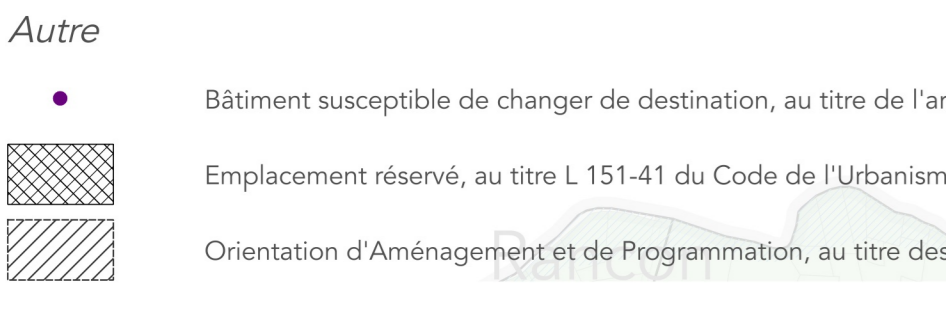 Autre
Bâtiment susceptible de changer de destination, au titre de l'ar
Emplacement réservé, au titre L 151-41 du Code de l'Urbanism
Orientation d'Aménagement et de Programmation, au titre des
Rancon